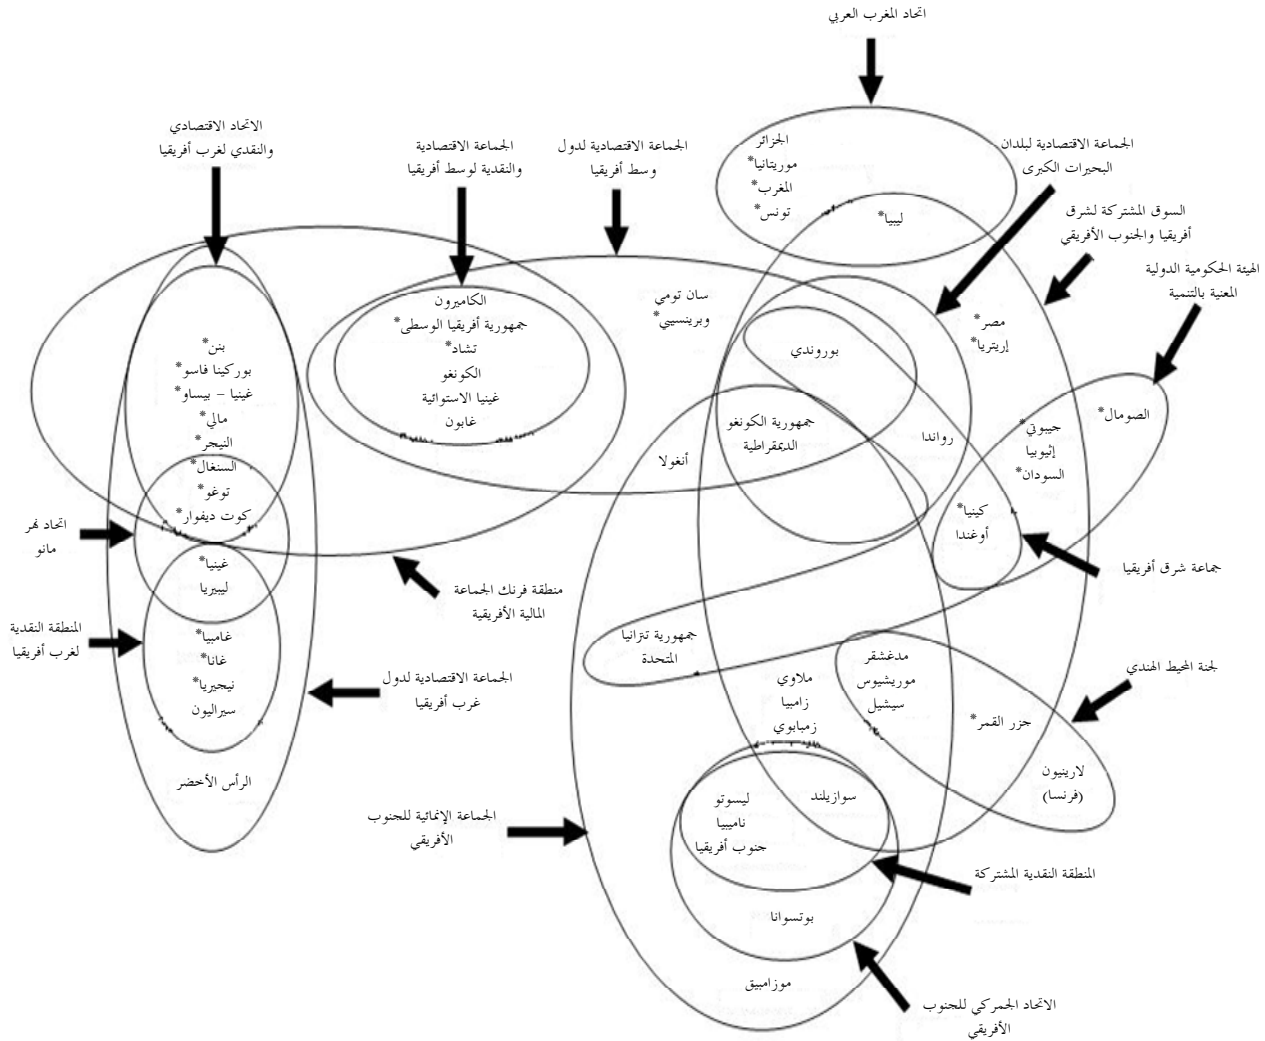 اتحاد المغرب العربي
الاتحاد الاقتصادي
والنقدي لغرب أفريقيا
الجماعة الاقتصادية
والنقدية لوسط أفريقيا
الجماعة الاقتصادية لدول
وسط أفريقيا
الجماعة الاقتصادية لبلدان
البحيرات الكبرى
السوق المشتركة لشرق
أفريقيا والجنوب الأفريقي
الهيئة الحكومية الدولية
المعنية بالتنمية
الجزائر
موريتانيا*
المغرب*
تونس*
ليبيا*
سان تومي
وبرينسيبي*
مصر*
إريتريا*
الكاميرون
جمهورية أفريقيا الوسطى*
تشاد*
الكونغو
غينيا الاستوائية
غابون
بنن*
بوركينا فاسو*
غينيا – بيساو*
مالي*
النيجر*
السنغال*
توغو*
كوت ديفوار*
بوروندي
جمهورية الكونغو
الديمقراطية
رواندا
أنغولا
الصومال*
جيبوتي*
إثيوبيا
السودان*
كينيا*
أوغندا
اتحاد نهر
مانو
غينيا*
ليبيريا
منطقة فرنك الجماعة
المالية الأفريقية
جماعة شرق أفريقيا
المنطقة النقدية
لغرب أفريقيا
غامبيا*
غانا*
نيجيريا*
سيراليون
الجماعة الاقتصادية لدول
غرب أفريقيا
الرأس الأخضر
جمهورية تنزانيا
المتحدة
ملاوي
زامبيا
زمبابوي
مدغشقر
موريشيوس
سيشيل
لجنة المحيط الهندي
جزر القمر*
لارينيون
(فرنسا)
الجماعة الإنمائية للجنوب
الأفريقي
ليسوتو
ناميبيا
جنوب أفريقيا
سوازيلند
المنطقة النقدية المشتركة
بوتسوانا
موزامبيق
الاتحاد الجمركي للجنوب
الأفريقي